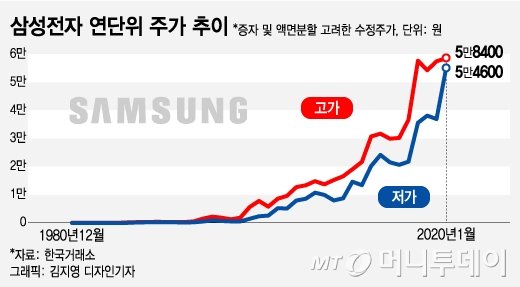 삼성전자 연단위 주가 추이 *증자 및 액면분할 고려한 수정주가, 단위: 원
6만
5만8400
5만4600
5만
SAMSUNG
고가
4만
3만
2만
저가
1만
0
1980년12월
2020년1월
*자료: 한국거래소
그래픽: 김지영 디자인기자
MT 머니투데이